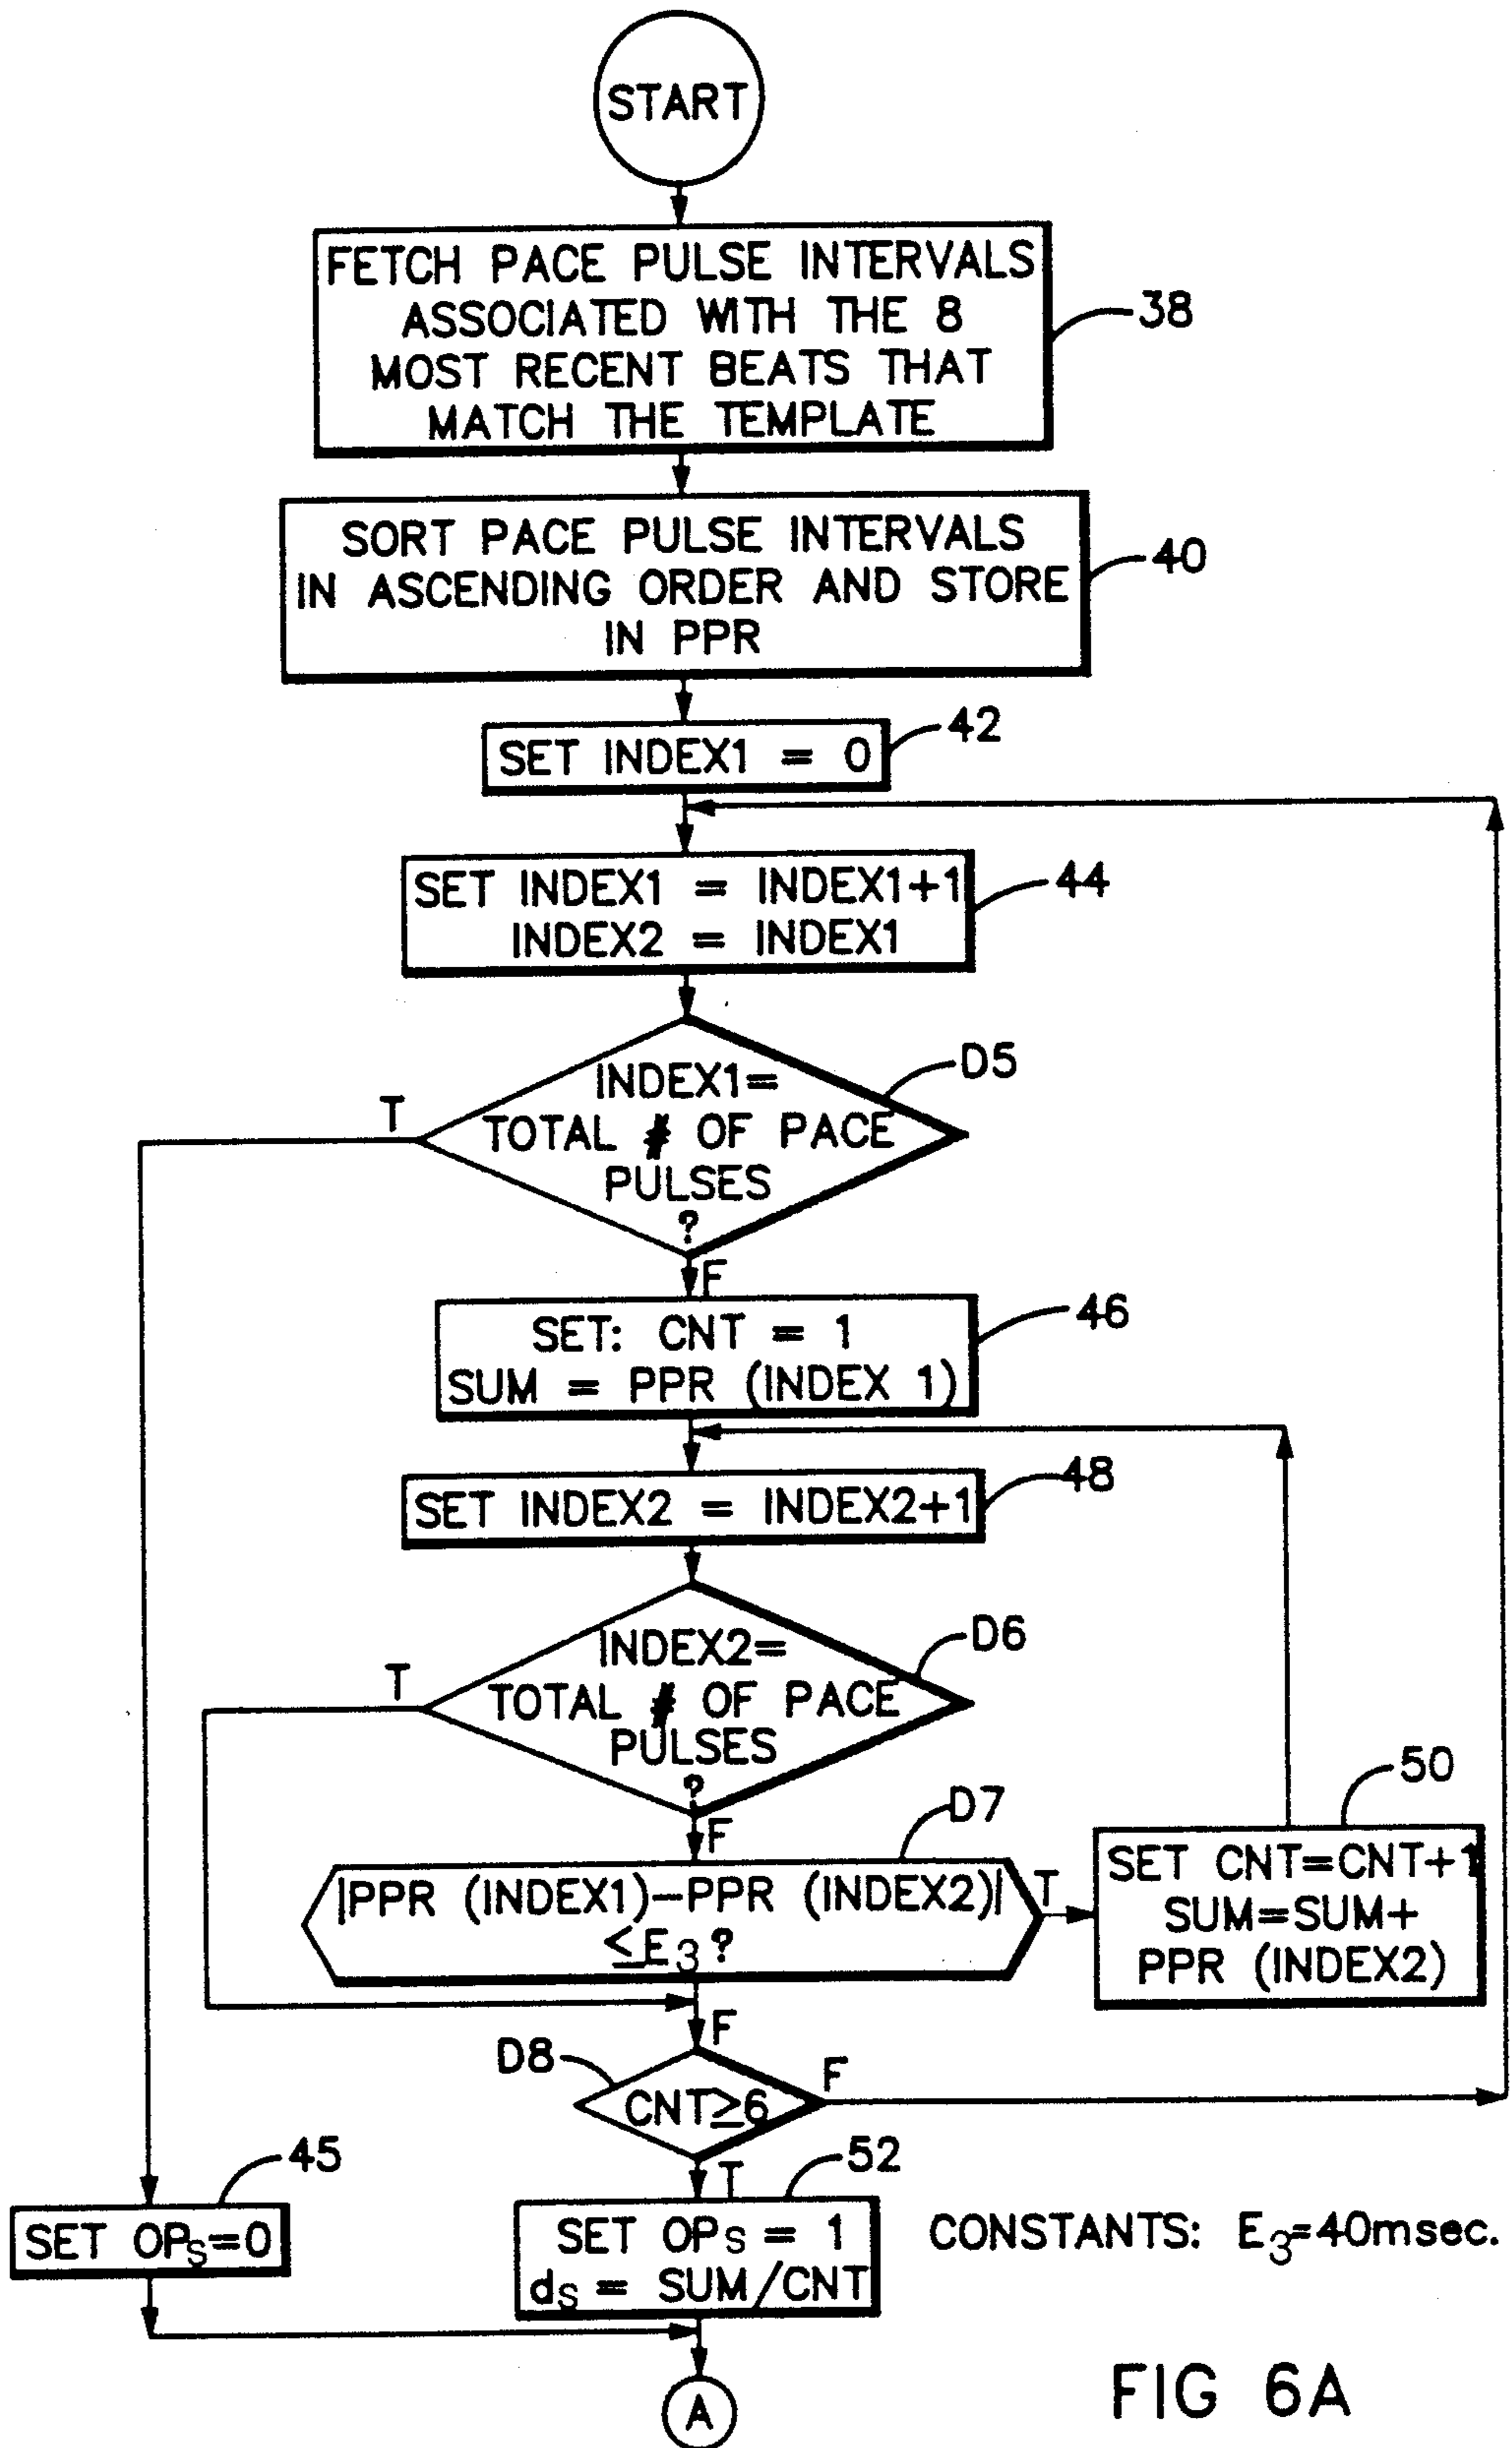 START
FETCH PACE PULSE INTERVALS
ASSOCIATED WITH THE 8
MOST RECENT BEATS THAT
MATCH THE TEMPLATE
38
SORT PACE PULSE INTERVALS
IN ASCENDING ORDER AND STORE
IN PPR
40
SET INDEX1 = 0
42
SET INDEX1 = INDEX1+1
INDEX2 = INDEX1
44
INDEX1=
TOTAL # OF PACE
PULSES
?
D5
T
F
SET: CNT = 1
SUM = PPR (INDEX 1)
46
SET INDEX2 = INDEX2+1
48
INDEX2=
TOTAL # OF PACE
PULSES
?
D6
T
F
|PPR (INDEX1)-PPR (INDEX2)|
≤E3?
D7
T
SET CNT=CNT+1
SUM=SUM+
PPR (INDEX2)
50
F
D8
CNT≥6
F
T
45
SET OPS=0
52
SET OPS = 1
dS = SUM/CNT
CONSTANTS: E3=40msec.
A
FIG 6A